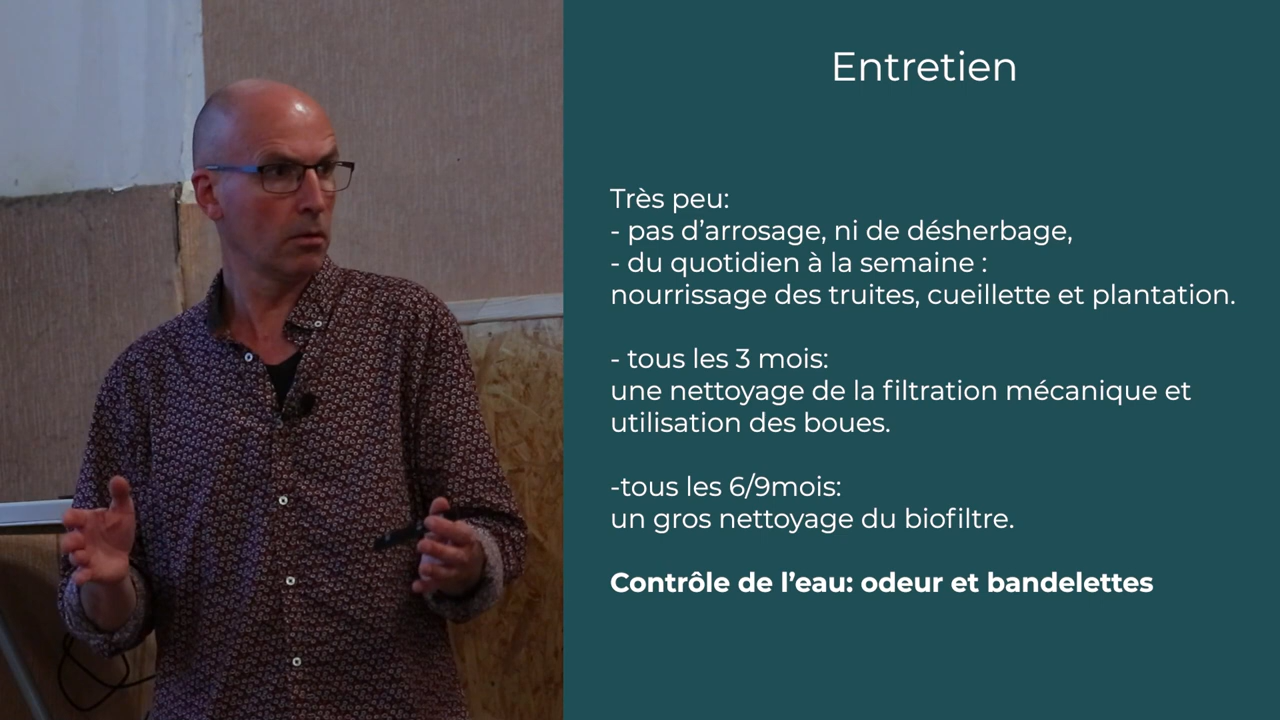 Entretien
Très peu:
- pas d’arrosage, ni de désherbage,
- du quotidien à la semaine :
nourrissage des truites, cueillette et plantation.
- tous les 3 mois:
une nettoyage de la filtration mécanique et
utilisation des boues.
-tous les 6/9mois:
un gros nettoyage du biofiltre.
Contrôle de l’eau: odeur et bandelettes